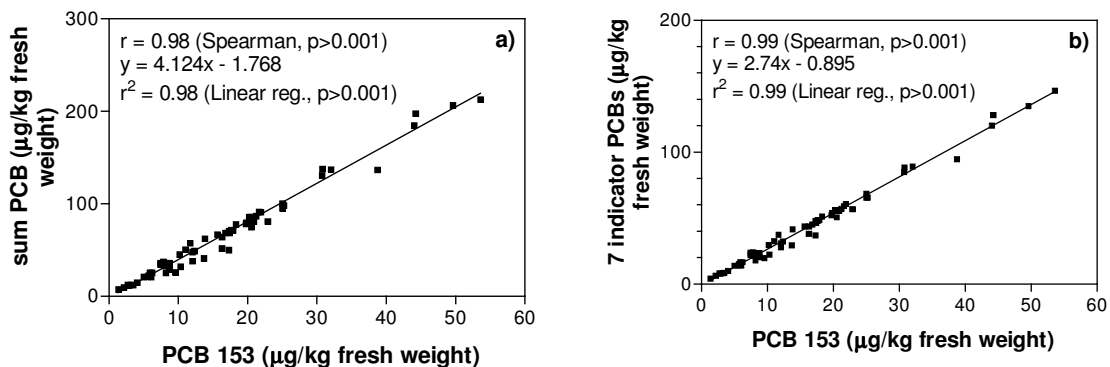 a)
r = 0.98 (Spearman, p>0.001)
y = 4.124x - 1.768
r² = 0.98 (Linear reg., p>0.001)
sum PCB (µg/kg fresh
weight)
300
200
100
0
0 10 20 30 40 50 60
PCB 153 (µg/kg fresh weight)
b)
r = 0.99 (Spearman, p>0.001)
y = 2.74x - 0.895
r² = 0.99 (Linear reg., p>0.001)
7 indicator PCBs (µg/kg
fresh weight)
200
100
0
0 10 20 30 40 50 60
PCB 153 (µg/kg fresh weight)